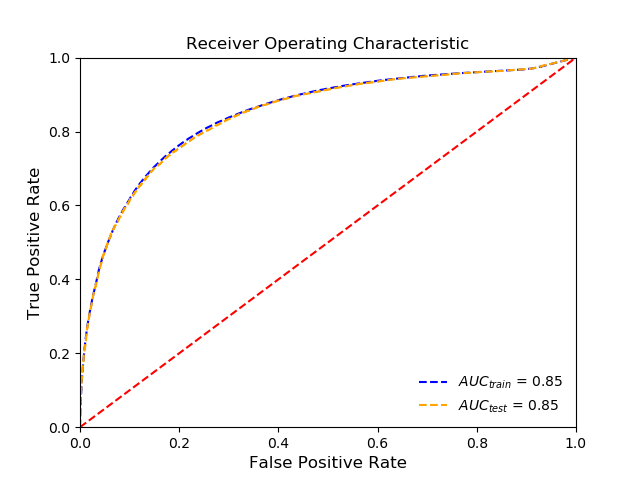 Receiver Operating Characteristic
True Positive Rate
1.0
0.8
0.6
0.4
0.2
0.0
AUCtrain = 0.85
AUCtest = 0.85
0.0 0.2 0.4 0.6 0.8 1.0
False Positive Rate